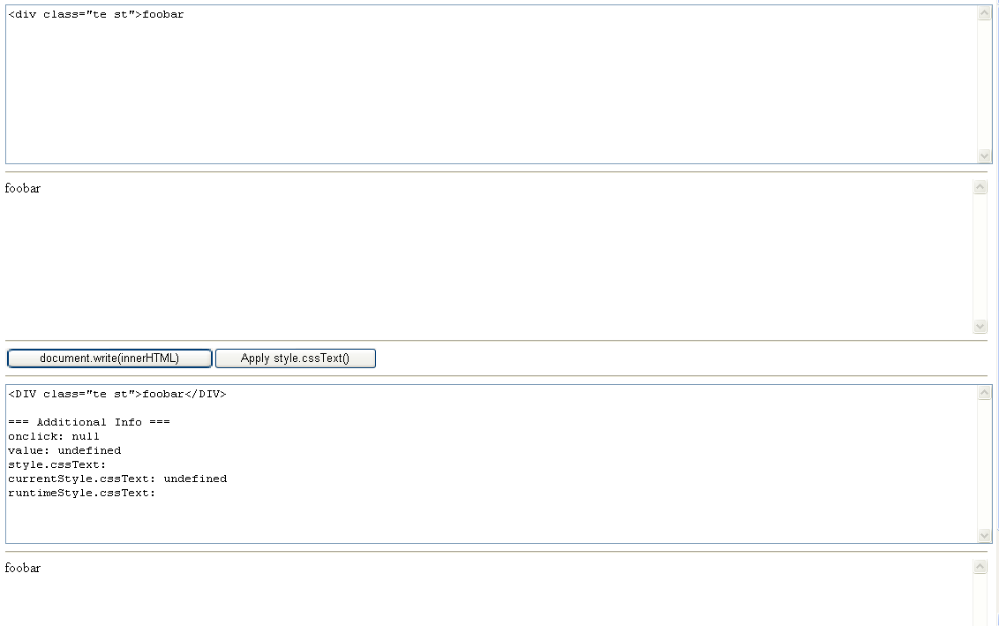 <div class="te st">foobar
foobar
document.write(innerHTML) Apply style.cssText()
<DIV class="te st">foobar</DIV>
=== Additional Info ===
onclick: null
value: undefined
style.cssText:
currentStyle.cssText: undefined
runtimeStyle.cssText:
foobar